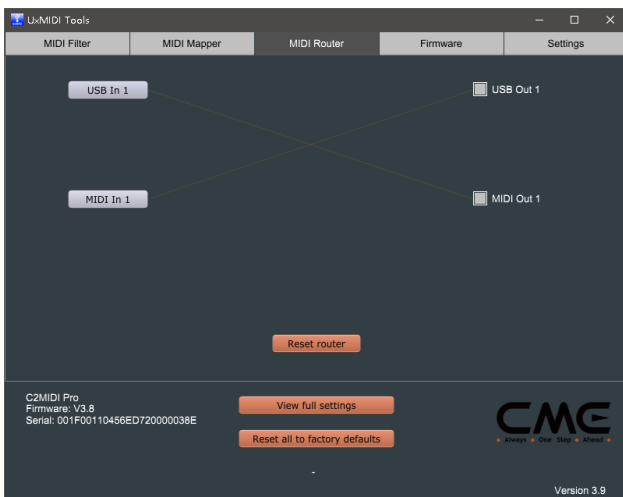 UxMIDI Tools
MIDI Filter
MIDI Mapper
MIDI Router
Firmware
Settings
USB In 1
USB Out 1
MIDI In 1
MIDI Out 1
Reset router
C2MIDI Pro
Firmware: V3.8
Serial: 001F00110456ED720000038E
View full settings
Reset all to factory defaults
-
CME
Always One Step Ahead
Version 3.9